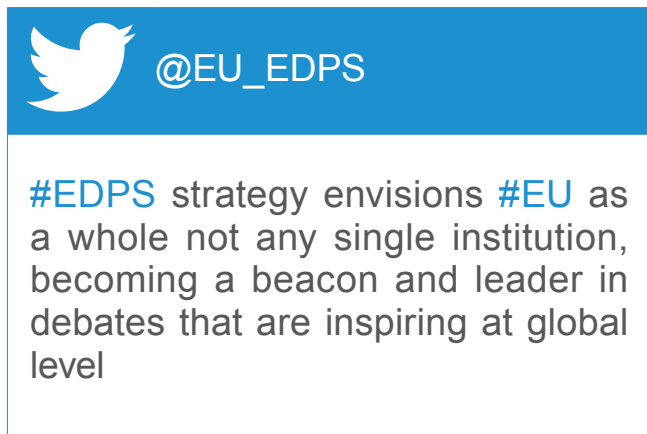 @EU_EDPS
#EDPS strategy envisions #EU as
a whole not any single institution,
becoming a beacon and leader in
debates that are inspiring at global
level